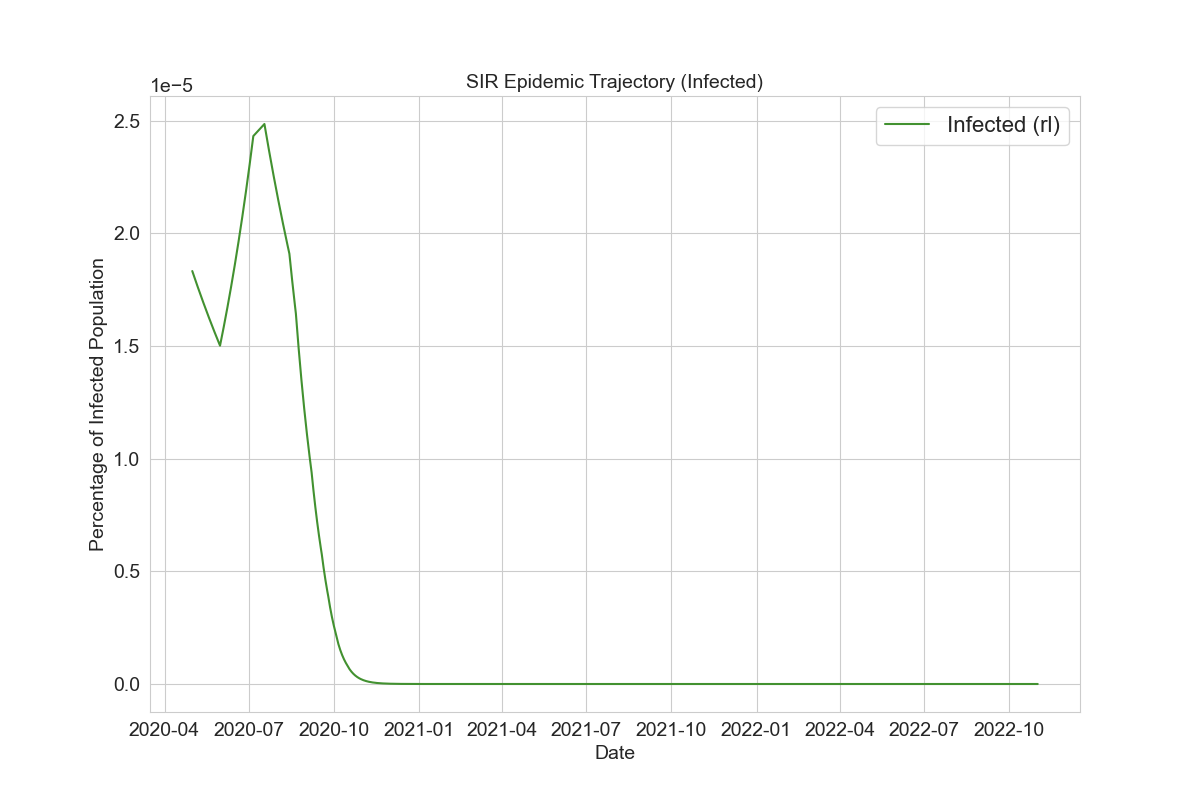 SIR Epidemic Trajectory (Infected)
1e−5
Infected (rl)
2.5
2.0
1.5
1.0
0.5
0.0
Percentage of Infected Population
2020-04 2020-07 2020-10 2021-01 2021-04 2021-07 2021-10 2022-01 2022-04 2022-07 2022-10
Date